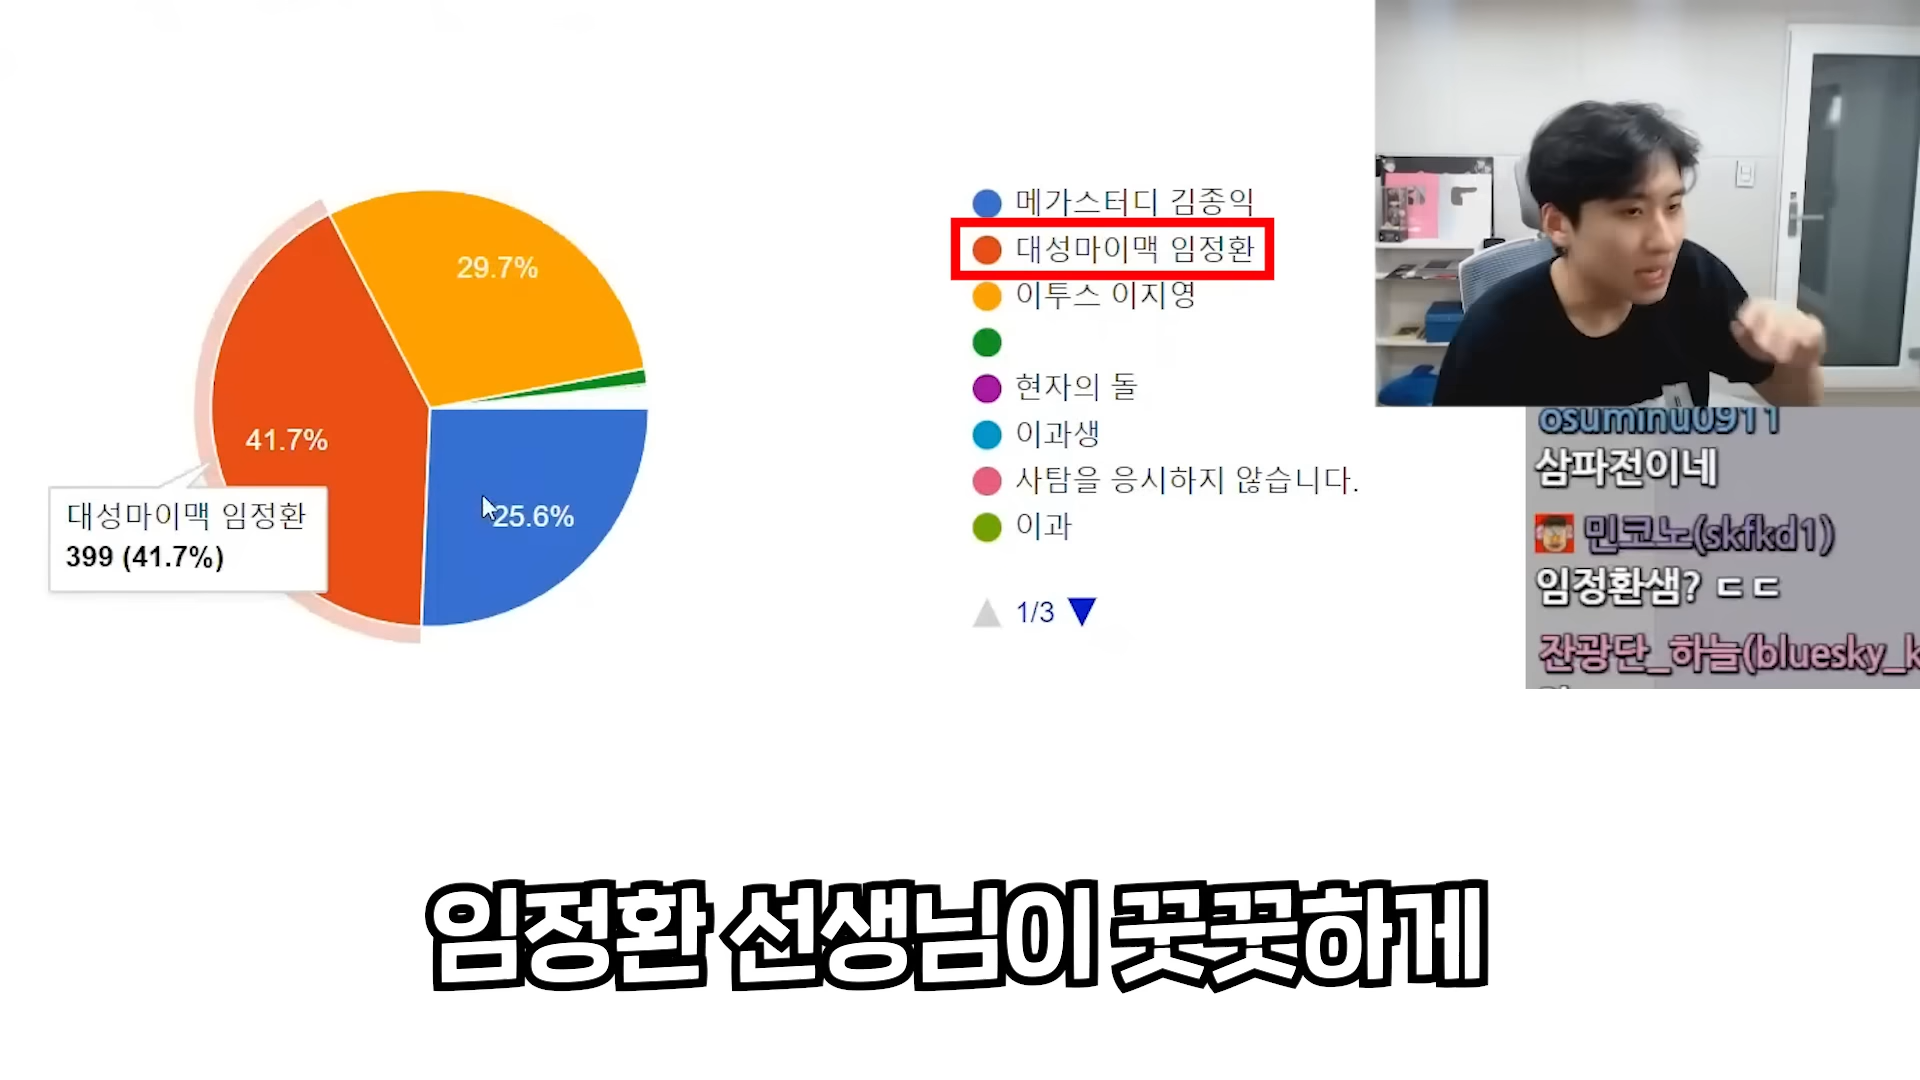 29.7%
41.7%
25.6%
대성마이맥 임정환
399 (41.7%)
메가스터디 김종익
대성마이맥 임정환
이투스 이지영
현자의 돌
이과생
사탐을 응시하지 않습니다.
이과
1/3
osuminu0911
삼파전이네
민코노(skfkd1)
임정환샘? ㄷㄷ
잔광단_하늘(bluesky_k
임정환 선생님이 꿋꿋하게